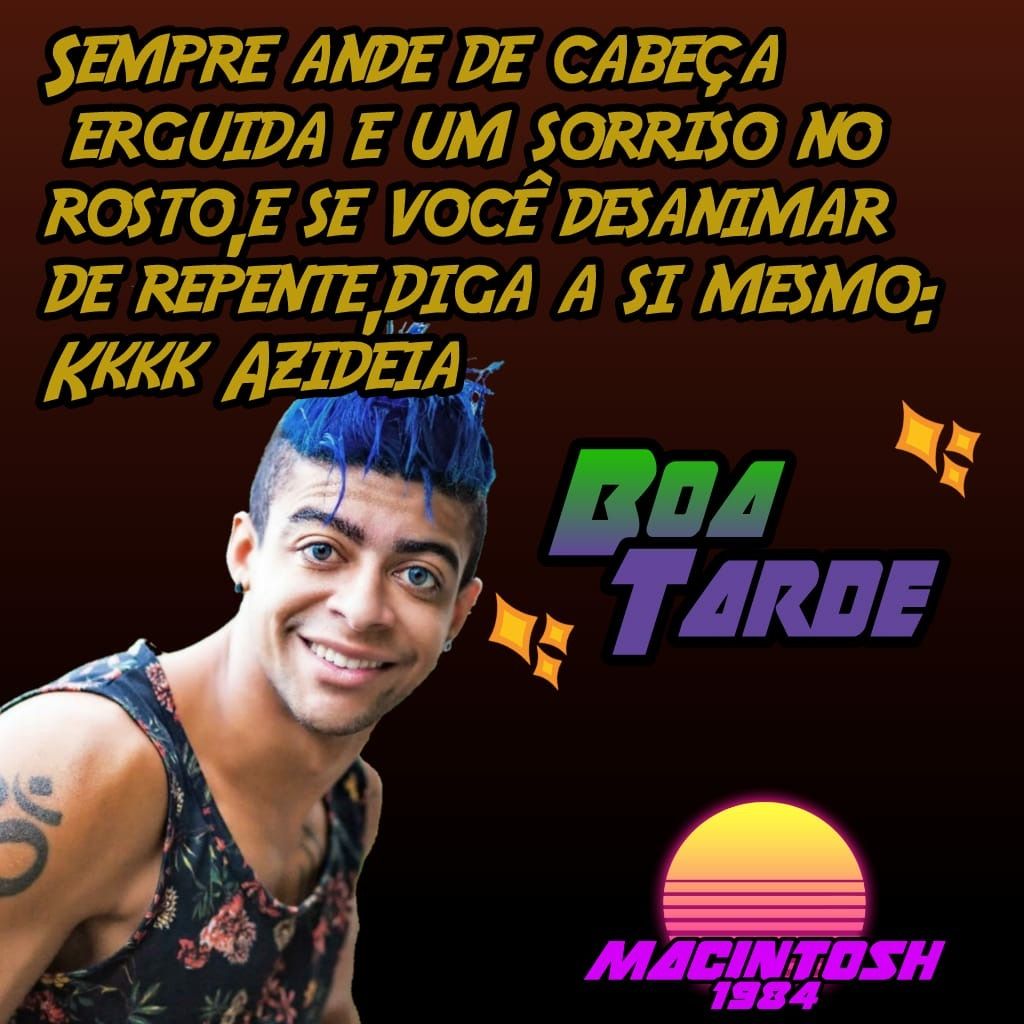 Sempre ande de cabeça
erguida e um sorriso no
rosto,e se você desanimar
de repente,diga a si mesmo:
Kkkk Azideia
Boa
Tarde
MACINTOSH
1984